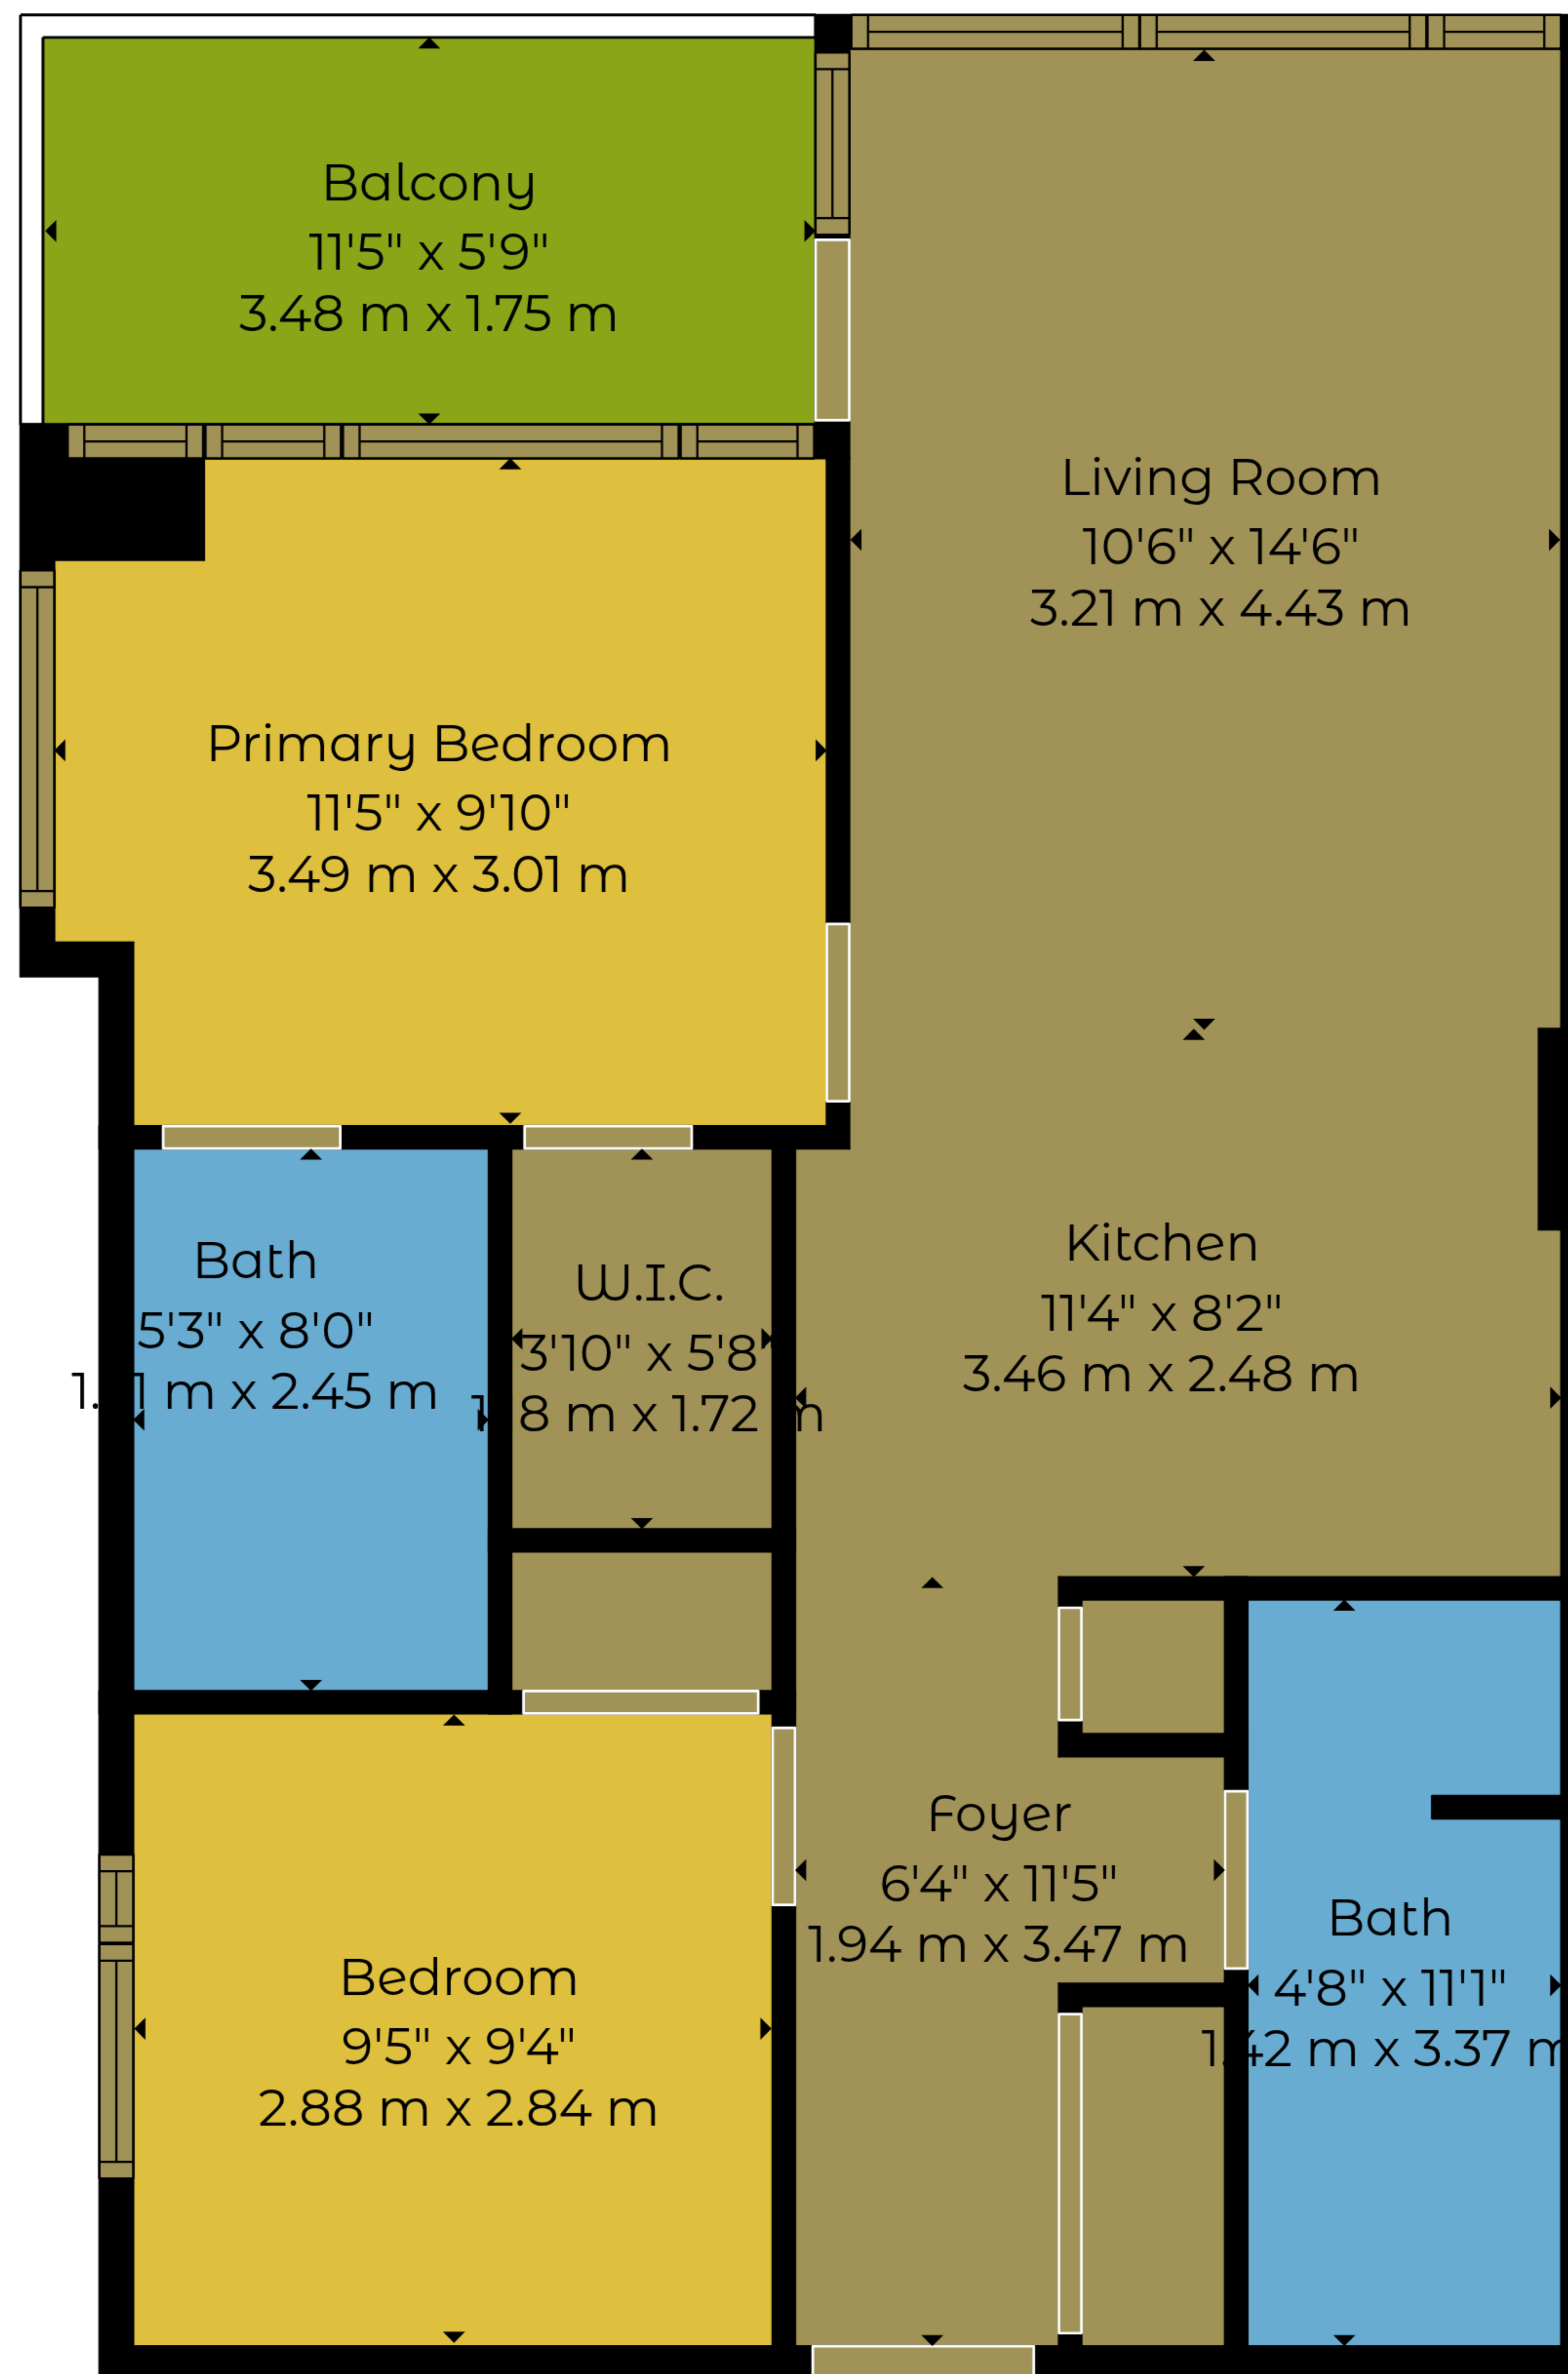 Balcony
11'5" x 5'9"
3.48 m x 1.75 m
Living Room
10'6" x 14'6"
3.21 m x 4.43 m
Primary Bedroom
11'5" x 9'10"
3.49 m x 3.01 m
Bath
5'3" x 8'0"
m x 2.45 m
W.I.C.
3'10" x 5'8
m x 1.72 m
Kitchen
11'4" x 8'2"
3.46 m x 2.48 m
Foyer
6'4" x 11'5"
1.94 m x 3.47 m
Bedroom
9'5" x 9'4"
2.88 m x 2.84 m
Bath
4'8" x 11'1"
1.42 m x 3.37 m